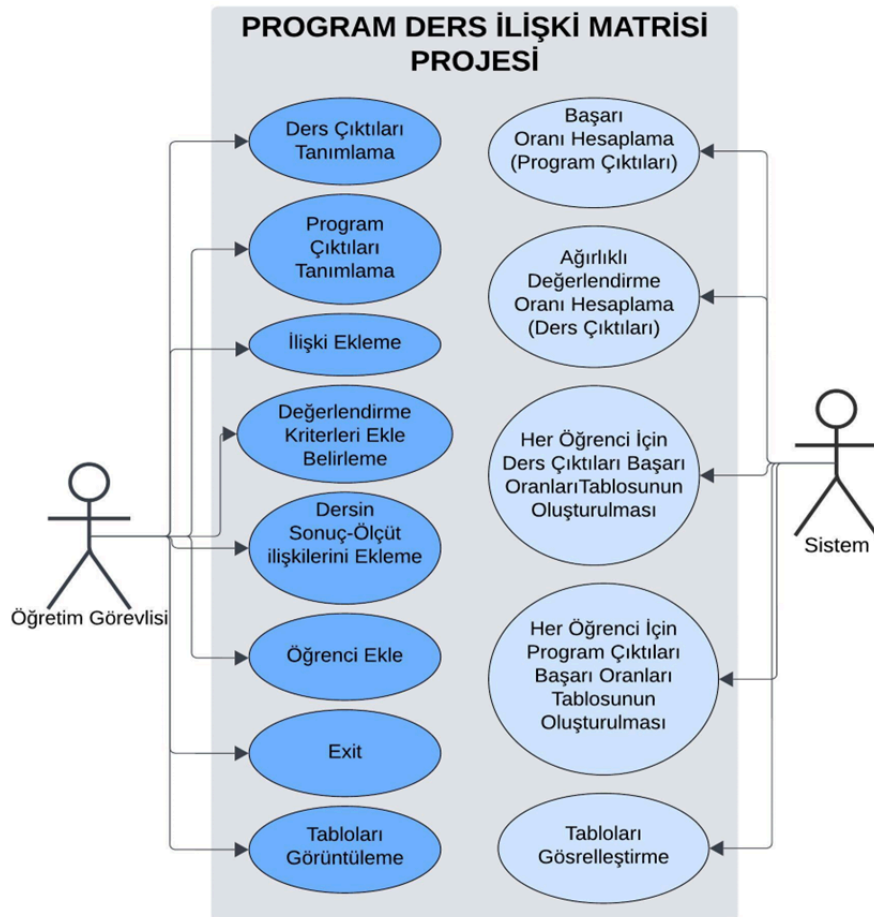 PROGRAM DERS İLİŞKİ MATRİSİ
PROJESİ
Ders Çıktıları
Tanımlama
Program
Çıktıları
Tanımlama
İlişki Ekleme
Değerlendirme
Kriterleri Ekle
Belirleme
Dersin
Sonuç-Ölçüt
ilişkilerini Ekleme
Öğrenci Ekle
Exit
Tabloları
Görüntüleme
Başarı
Oranı Hesaplama
(Program Çıktıları)
Ağırlıklı
Değerlendirme
Oranı Hesaplama
(Ders Çıktıları)
Her Öğrenci İçin
Ders Çıktıları Başarı
OranlarıTablosunun
Oluşturulması
Her Öğrenci İçin
Program Çıktıları
Başarı Oranları
Tablosunun
Oluşturulması
Tabloları
Gösrelleştirme
Öğretim Görevlisi
Sistem